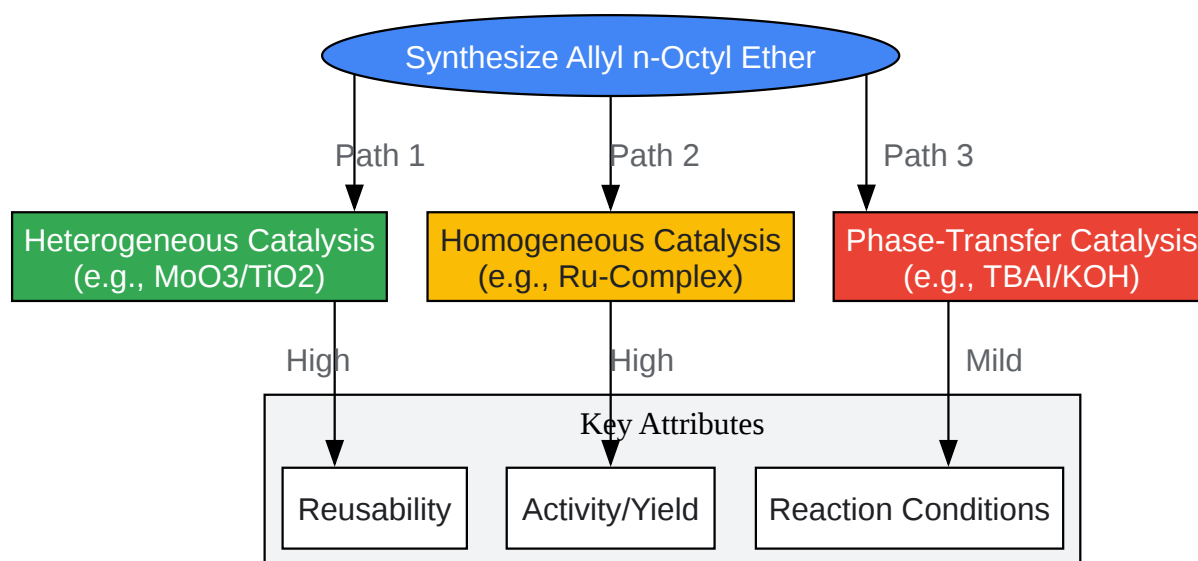 Synthesize Allyl n-Octyl Ether
Path 1
Path 2
Path 3
Heterogeneous Catalysis
(e.g., MoO3/TiO2)
Homogeneous Catalysis
(e.g., Ru-Complex)
Phase-Transfer Catalysis
(e.g., TBAI/KOH)
High
High
Mild
Key Attributes
Reusability
Activity/Yield
Reaction Conditions